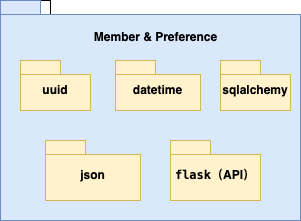 Member & Preference
uuid
datetime
sqlalchemy
json
flask（API）